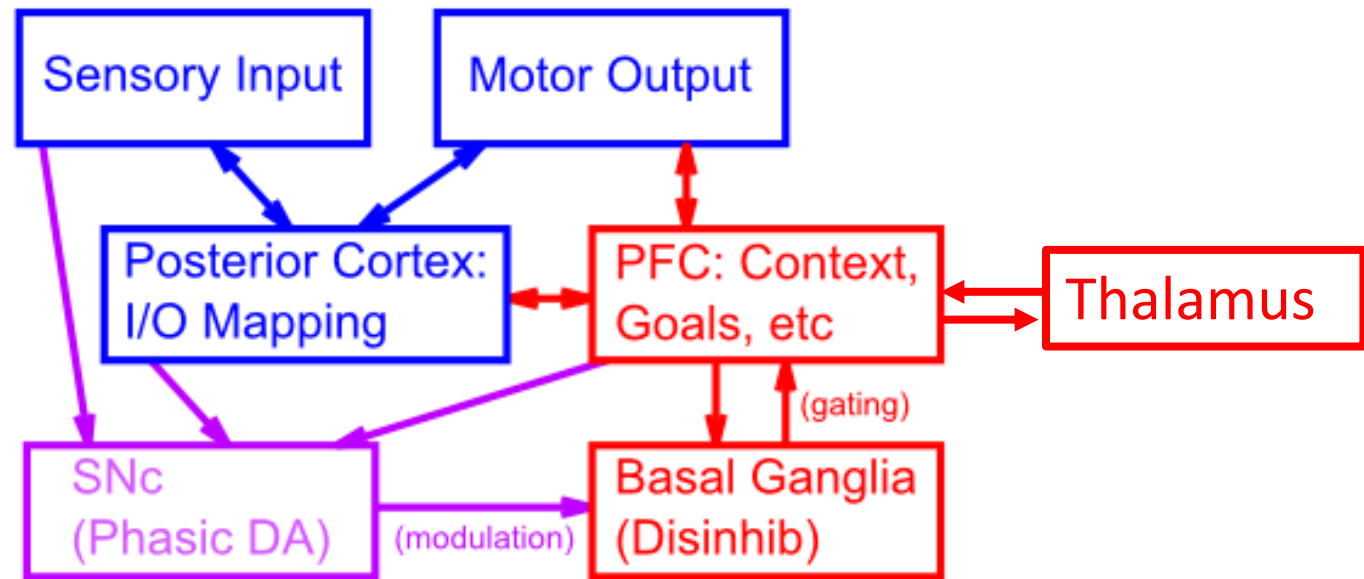 Sensory Input
Motor Output
Posterior Cortex:
I/O Mapping
PFC: Context,
Goals, etc
Thalamus
(gating)
SNc
(Phasic DA)
(modulation)
Basal Ganglia
(Disinhib)